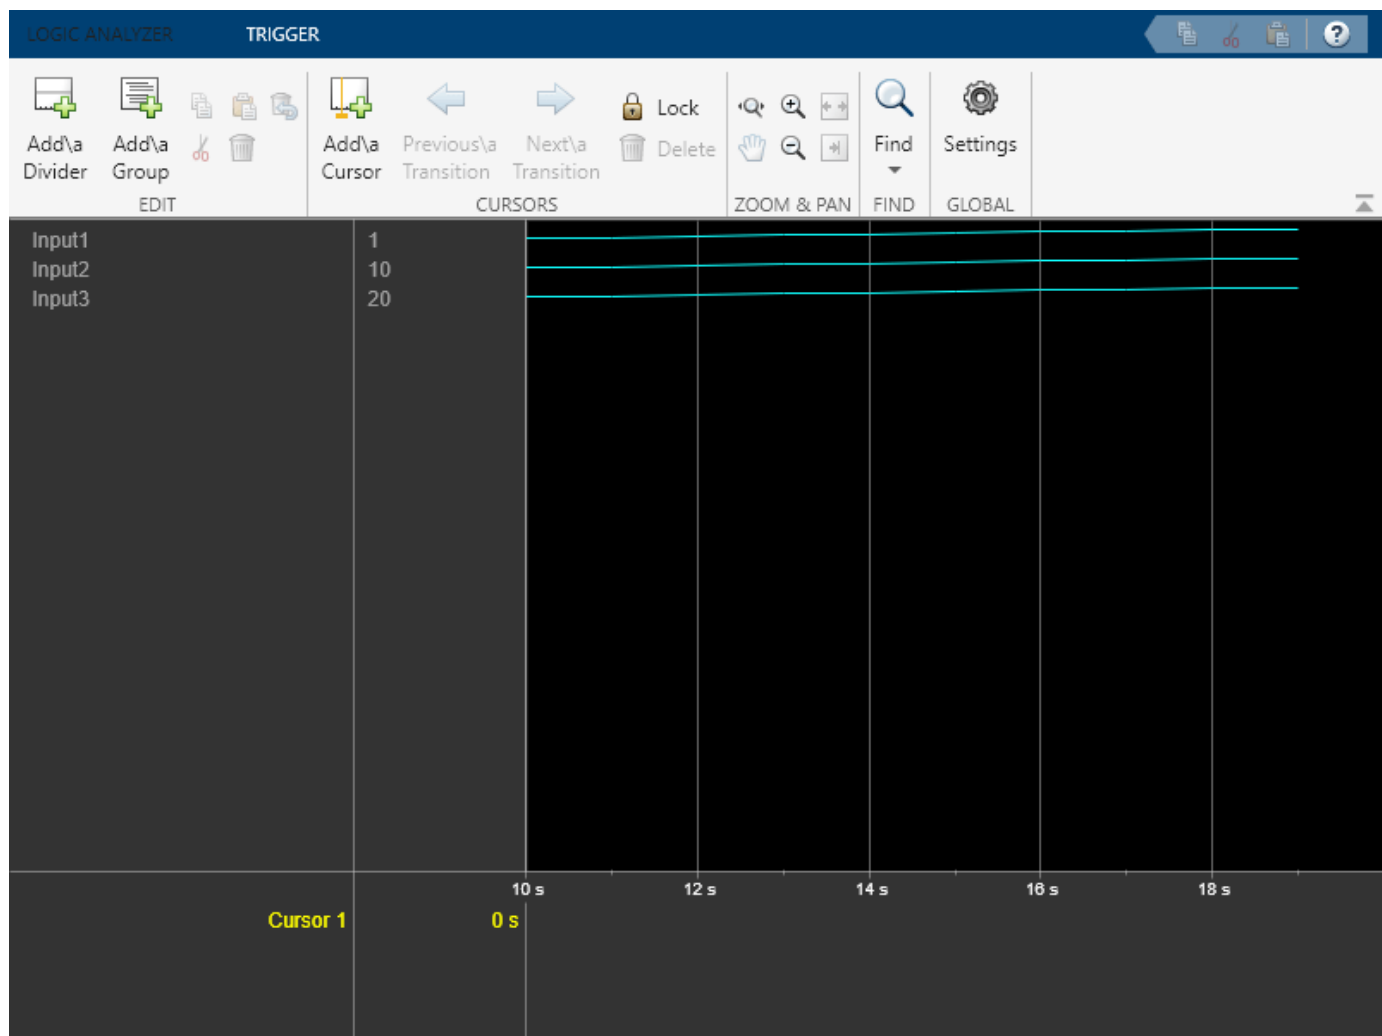 LOGIC ANALYZER TRIGGER
Add\a Divider
Add\a Group
Add\a Cursor
Previous\a Transition
Next\a Transition
Lock
Delete
Find
Settings
EDIT CURSORS ZOOM & PAN FIND GLOBAL
Input1 1
Input2 10
Input3 20
10 s 12 s 14 s 16 s 18 s
Cursor 1 0 s